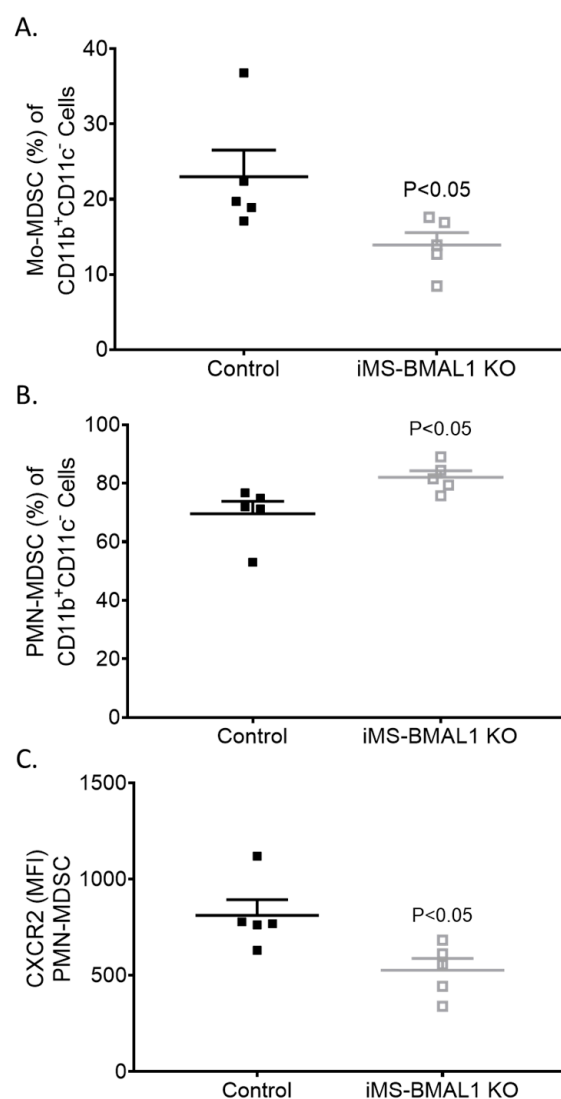 A.
Mo-MDSC (%) of
CD11b⁺CD11c⁻ Cells
40
30
20
10
0
P<0.05
Control
iMS-BMAL1 KO
B.
PMN-MDSC (%) of
CD11b⁺CD11c⁻ Cells
100
80
60
40
20
0
P<0.05
Control
iMS-BMAL1 KO
C.
CXCR2 (MFI)
PMN-MDSC
1500
1000
500
0
P<0.05
Control
iMS-BMAL1 KO